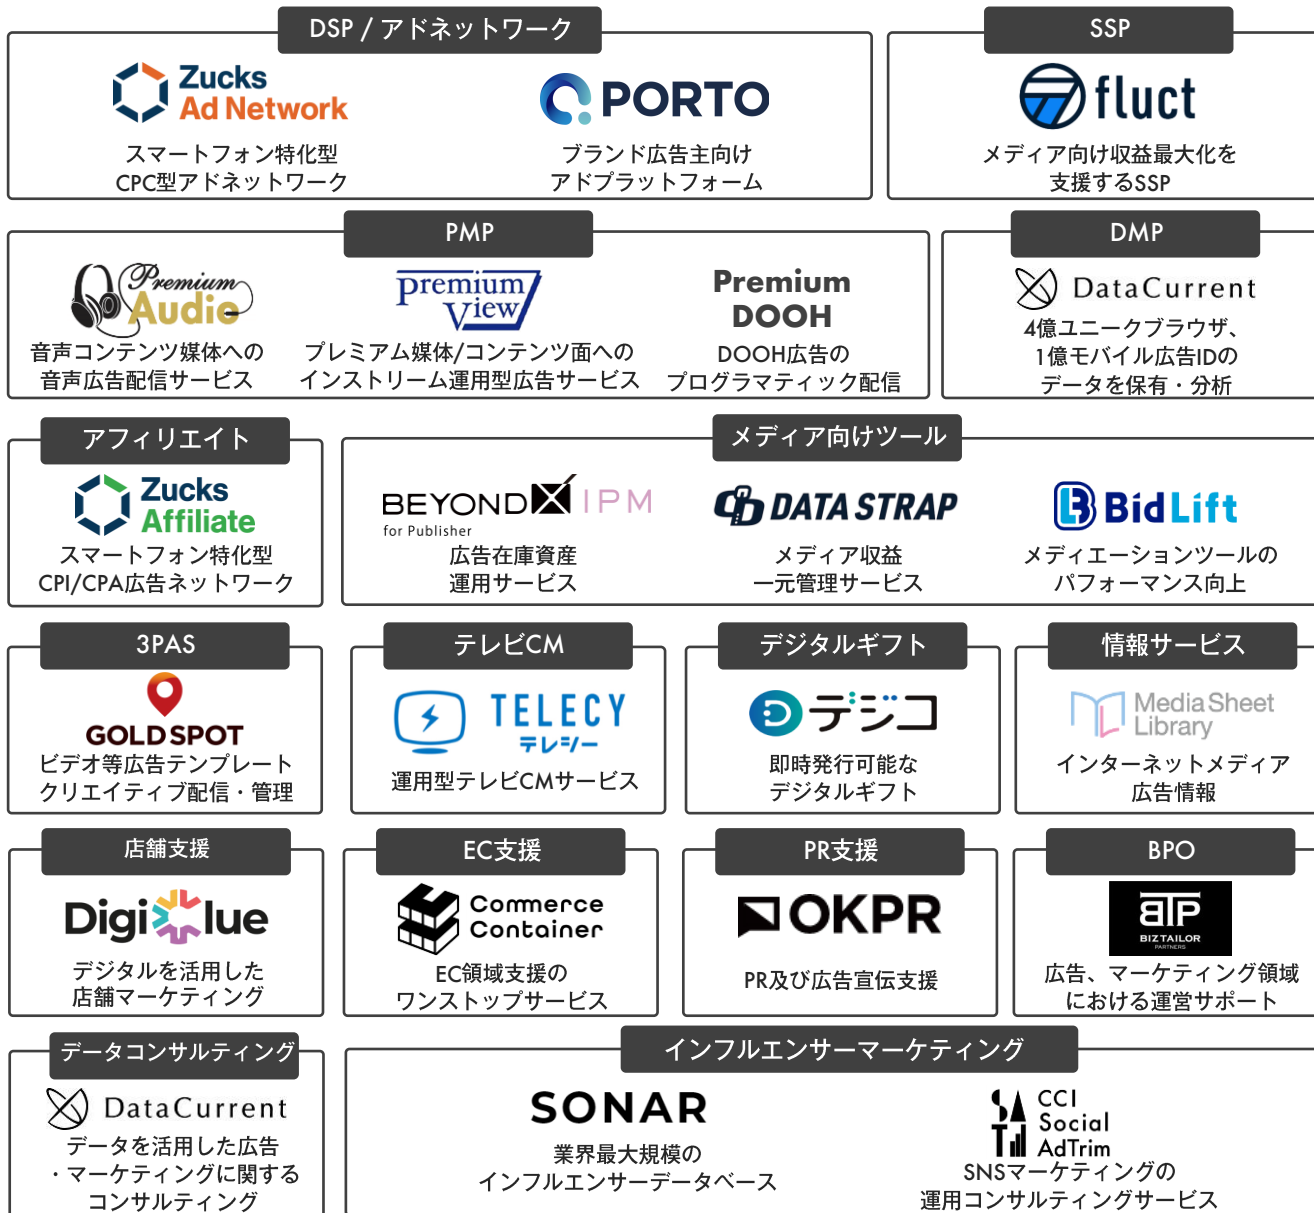 DSP / アドネットワーク
Zucks
Ad Network
スマートフォン特化型
CPC型アドネットワーク
PORTO
ブランド広告主向け
アドプラットフォーム
SSP
fluct
メディア向け収益最大化を
支援するSSP
PMP
Premium
Audio
音声コンテンツ媒体への
音声広告配信サービス
Premium
View
プレミアム媒体/コンテンツ面への
インストリーム運用型広告サービス
Premium
DOOH
DOOH広告の
プログラマティック配信
DMP
DataCurrent
4億ユニークブラウザ、
1億モバイル広告IDの
データを保有・分析
アフィリエイト
Zucks
Affiliate
スマートフォン特化型
CPI/CPA広告ネットワーク
メディア向けツール
BEYOND X IPM
for Publisher
広告在庫資産
運用サービス
DATA STRAP
メディア収益
一元管理サービス
BidLift
メディエーションツールの
パフォーマンス向上
3PAS
GOLD SPOT
ビデオ等広告テンプレート
クリエイティブ配信・管理
テレビCM
TELECY
テレシー
運用型テレビCMサービス
デジタルギフト
デジコ
即時発行可能な
デジタルギフト
情報サービス
Media Sheet
Library
インターネットメディア
広告情報
店舗支援
DigiClue
デジタルを活用した
店舗マーケティング
EC支援
Commerce
Container
EC領域支援の
ワンストップサービス
PR支援
OKPR
PR及び広告宣伝支援
BPO
BTP
BIZTAILOR
PARTNERS
広告、マーケティング領域
における運営サポート
データコンサルティング
DataCurrent
データを活用した広告
・マーケティングに関する
コンサルティング
インフルエンサーマーケティング
SONAR
業界最大規模の
インフルエンサーデータベース
SAT
CCI
Social
AdTrim
SNSマーケティングの
運用コンサルティングサービス